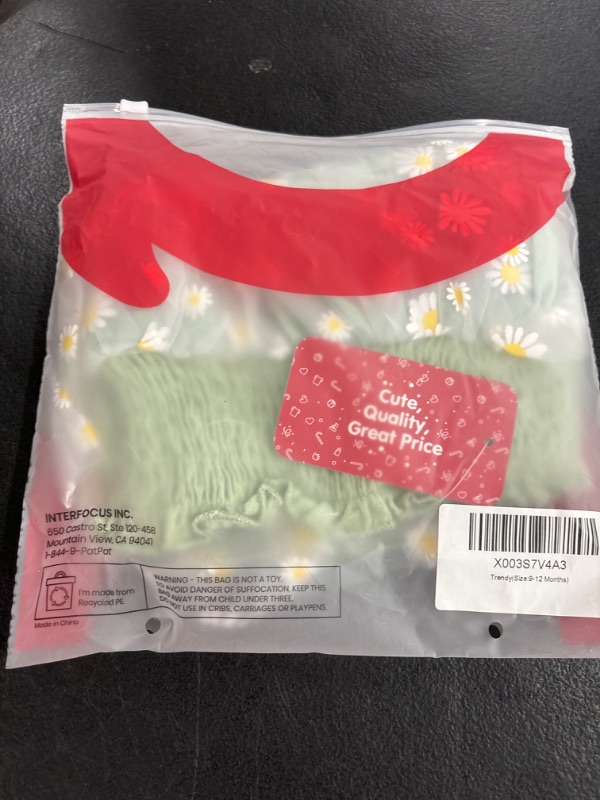 Cute,
Quality,
Great Price
INTERFOCUS INC.
650 Castro St, Ste 120-458
Mountain View, CA 94041
1-844-9-PatPat
I'm made from
Recycled PE
WARNING - THIS BAG IS NOT A TOY.
TO AVOID DANGER OF SUFFOCATION, KEEP THIS
BAG AWAY FROM CHILD UNDER THREE.
DO NOT USE IN CRIBS, CARRIAGES OR PLAYPENS
Made in China
X003S7V4A3
Trendy(Size:9-12 Months)